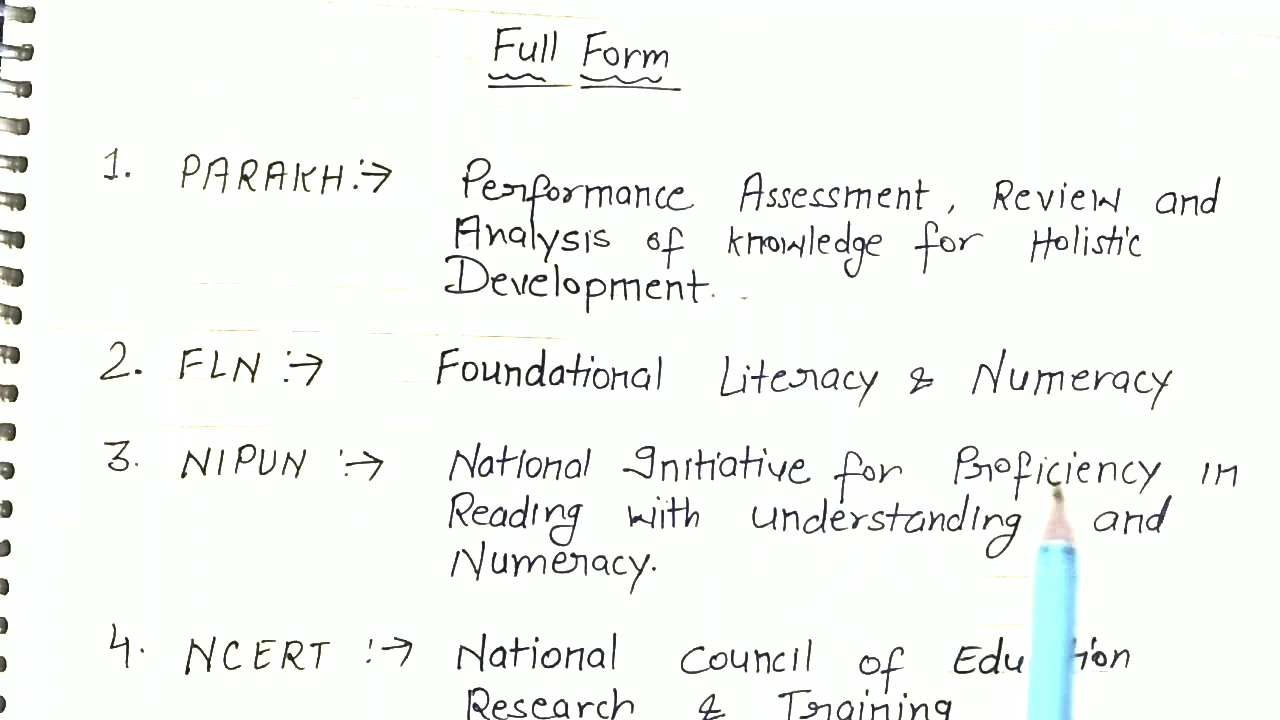 Full Form
1. PARAKH :→ Performance Assessment, Review and
Analysis of knowledge for Holistic
Development.
2. FLN :→ Foundational Literacy & Numeracy
3. NIPUN :→ National Initiative for Proficiency in
Reading with understanding and
Numeracy.
4. NCERT :→ National Council of
Research & Training